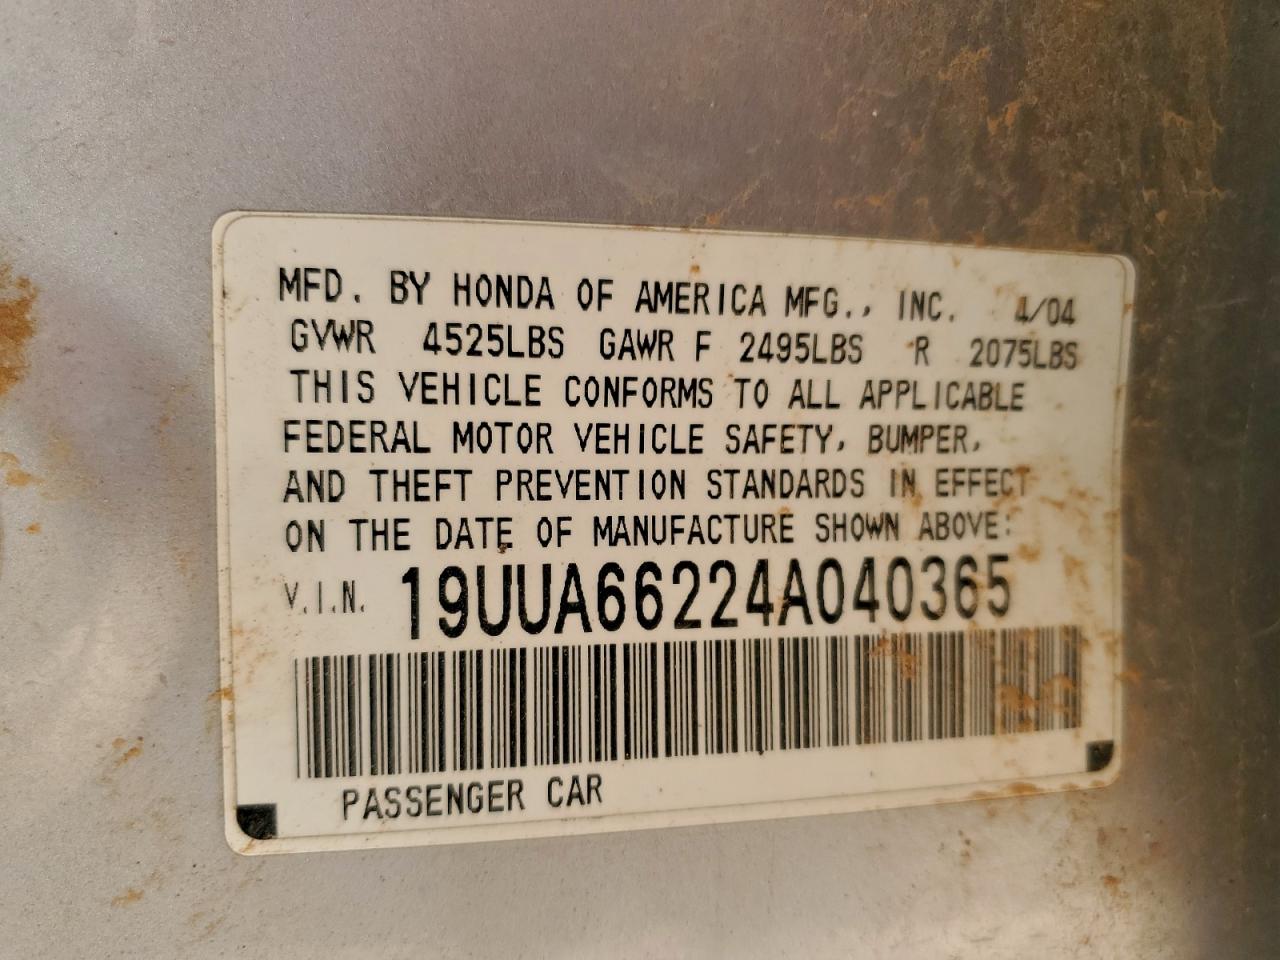 MFD. BY HONDA OF AMERICA MFG., INC. 4/04
GVWR 4525LBS GAWR F 2495LBS R 2075LBS
THIS VEHICLE CONFORMS TO ALL APPLICABLE
FEDERAL MOTOR VEHICLE SAFETY, BUMPER,
AND THEFT PREVENTION STANDARDS IN EFFECT
ON THE DATE OF MANUFACTURE SHOWN ABOVE:
V.I.N. 19UUA66224A040365
PASSENGER CAR